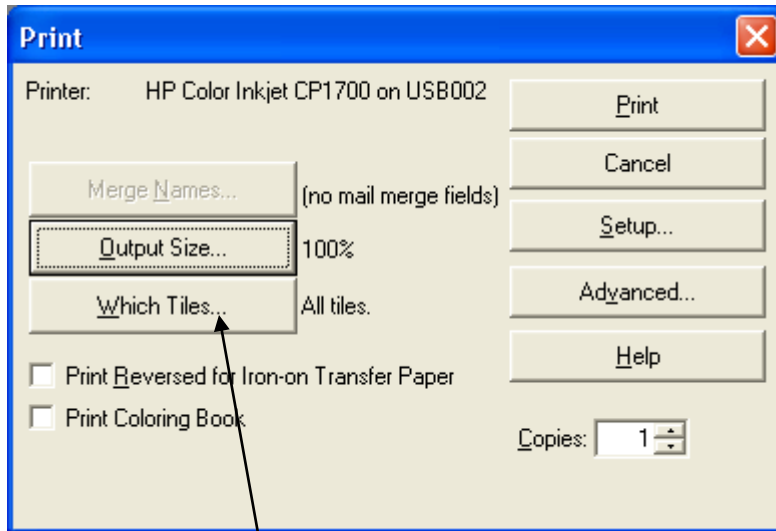 Print
Printer: HP Color Inkjet CP1700 on USB002
Print
Cancel
Merge Names... (no mail merge fields)
Setup...
Output Size... 100%
Which Tiles... All tiles.
Advanced...
Help
Print Reversed for Iron-on Transfer Paper
Print Coloring Book
Copies: 1